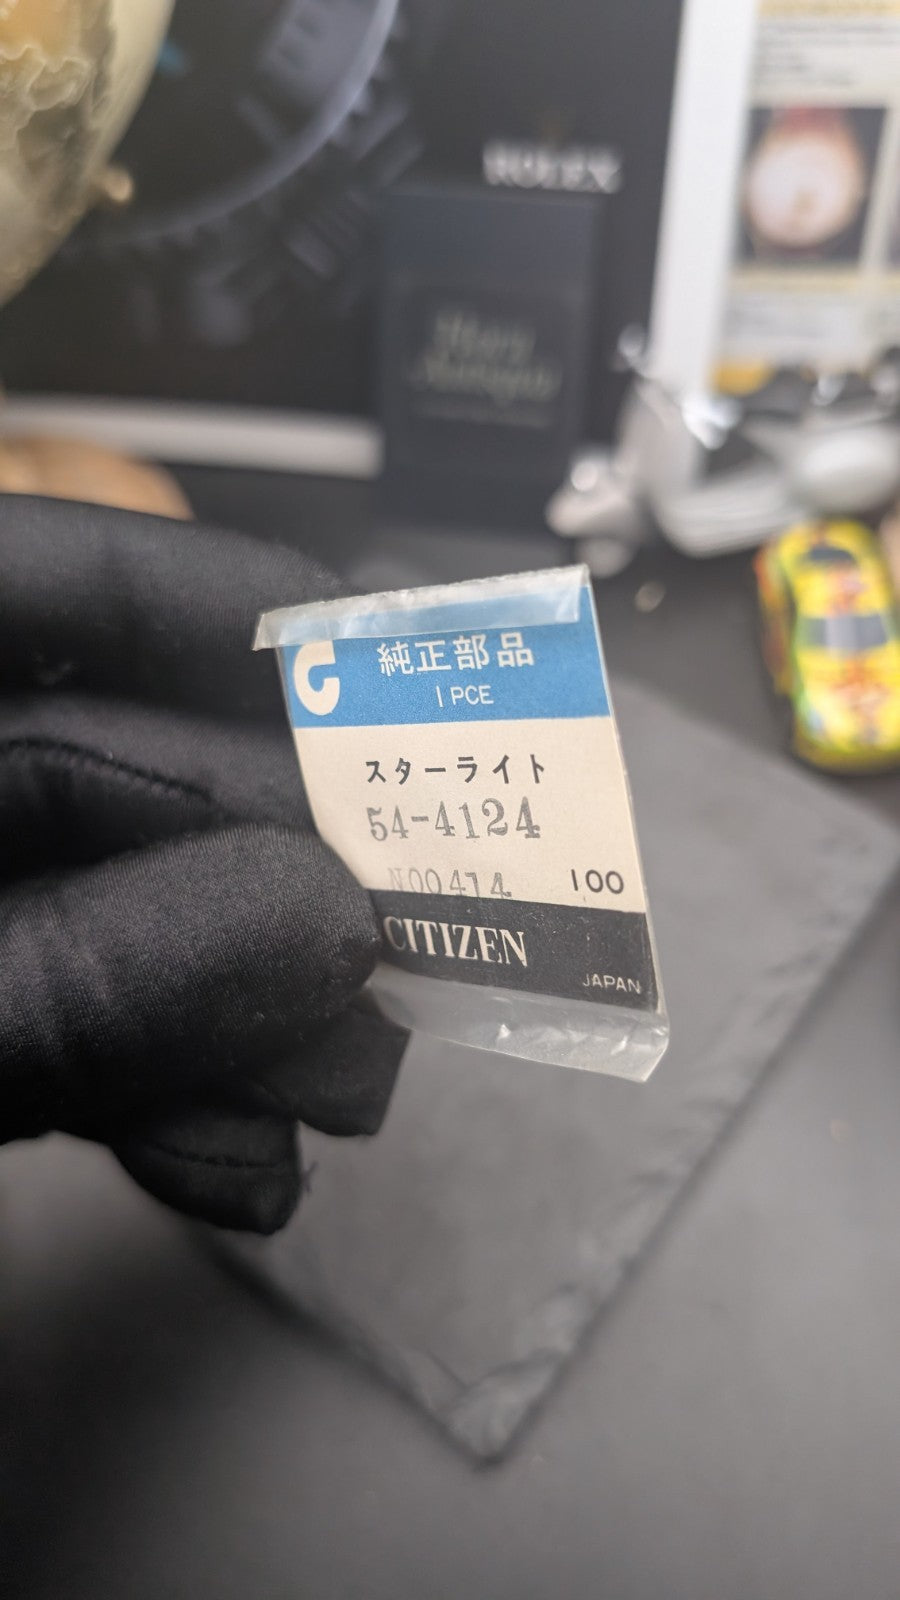 ROLEX
純正部品
1 PCE
スターライト
54-4124
N00414 100
CITIZEN
JAPAN